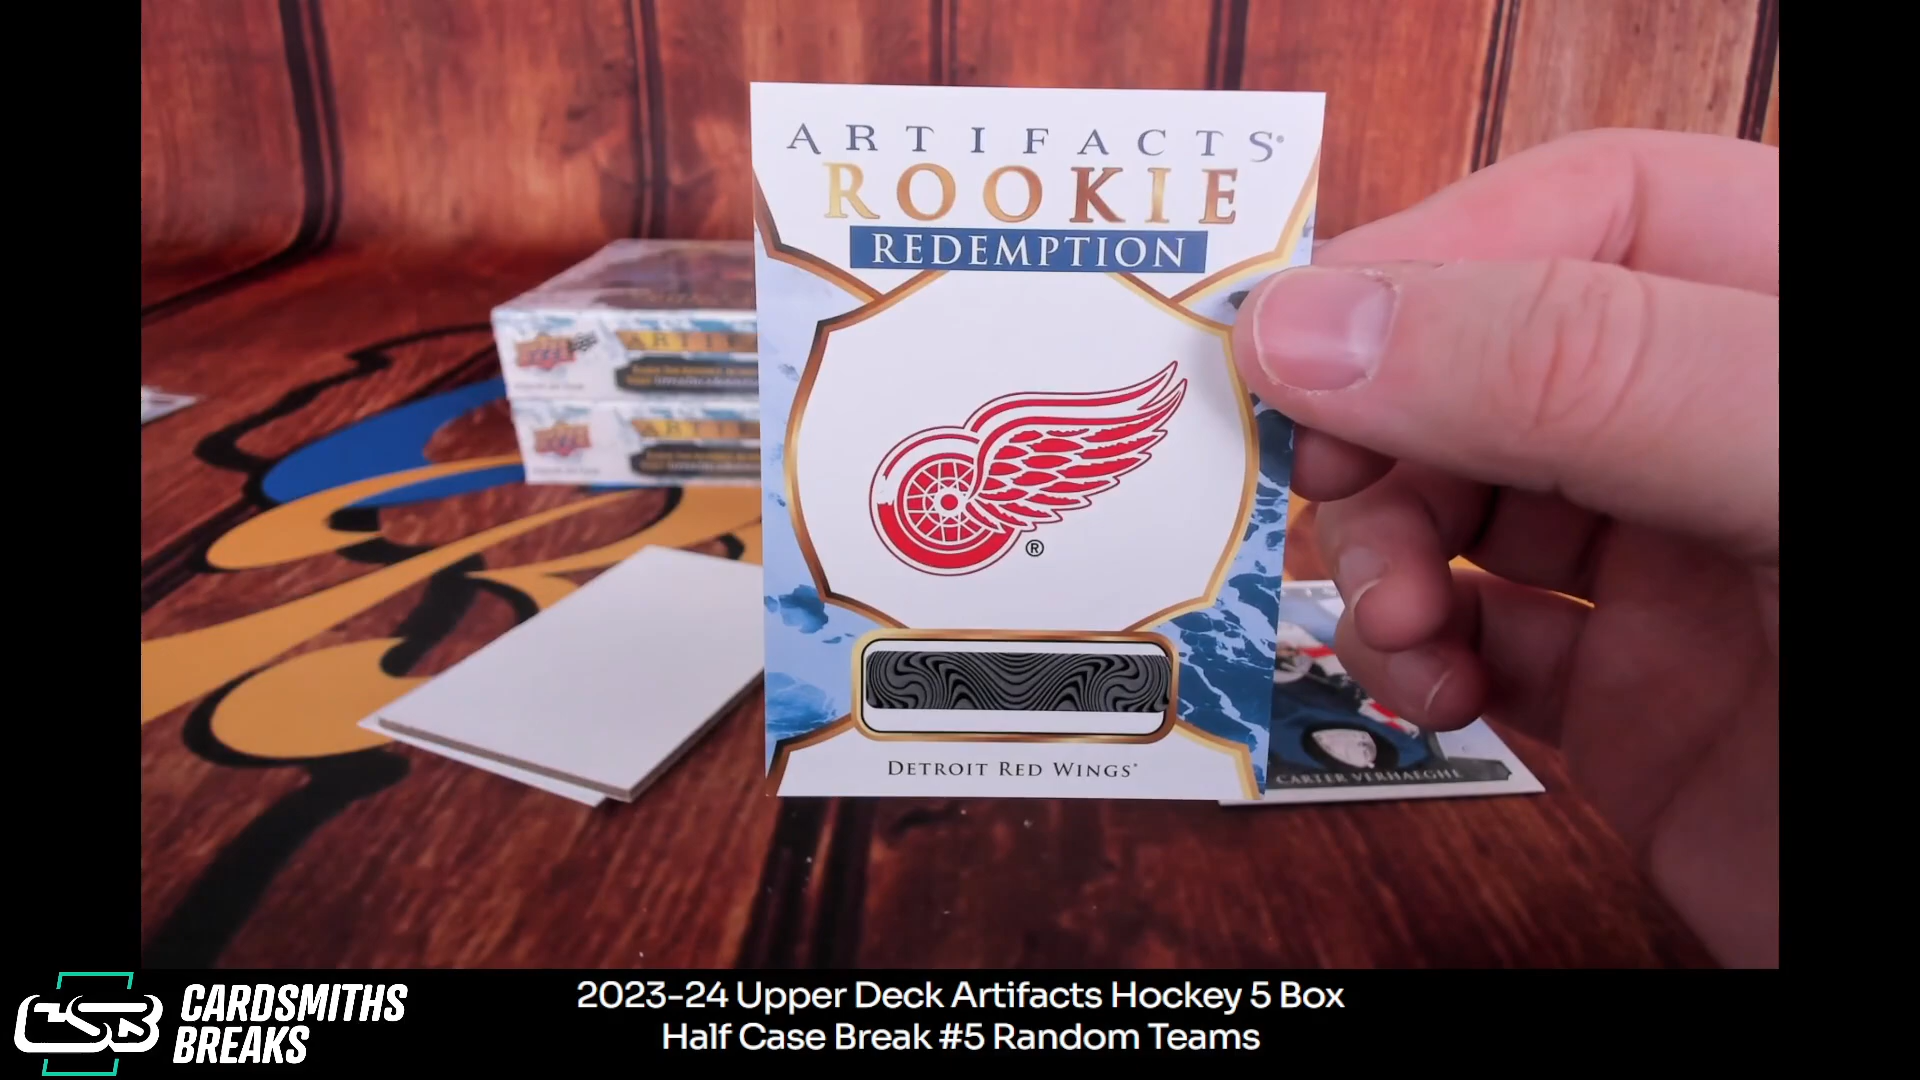 ARTIFACTS
ROOKIE
REDEMPTION
®
DETROIT RED WINGS
CARTER VERHAEGHE
CSB CARDSMITHS
BREAKS
2023-24 Upper Deck Artifacts Hockey 5 Box
Half Case Break #5 Random Teams